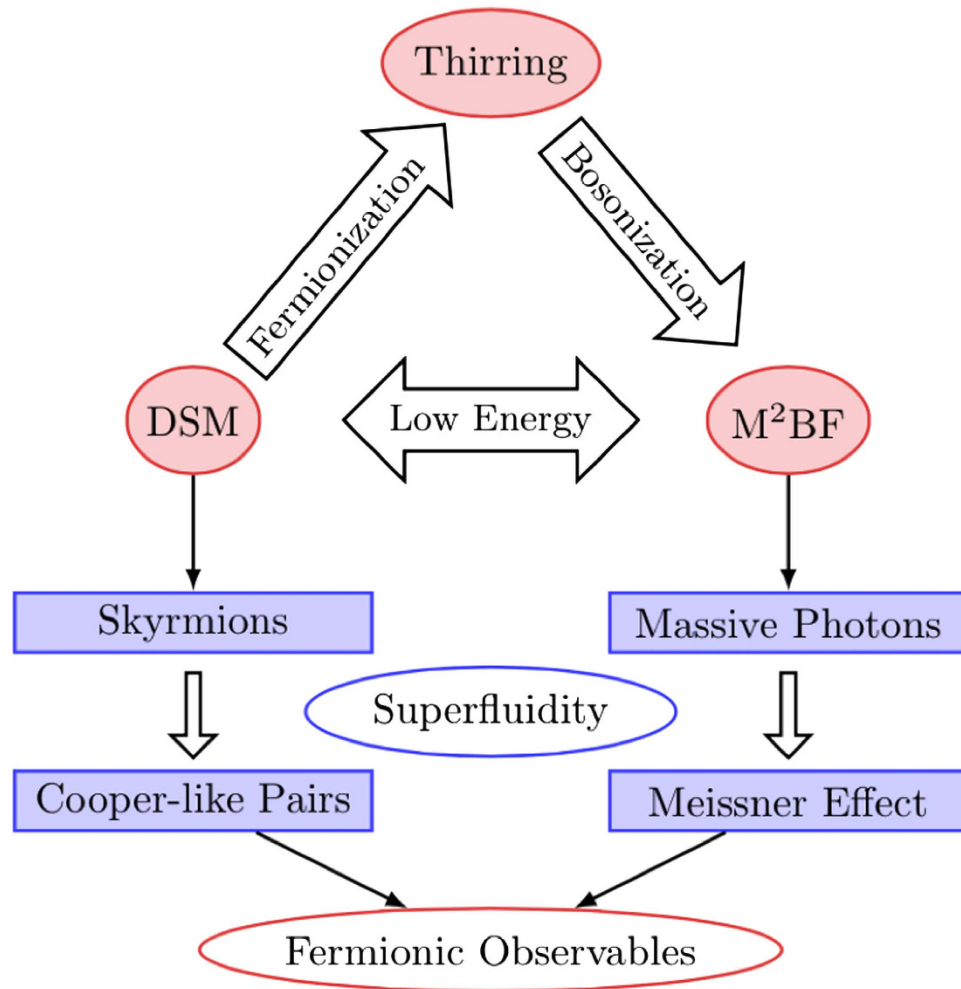 Thirring
Fermionization
Bosonization
DSM
Low Energy
M²BF
Skyrmions
Massive Photons
Superfluidity
Cooper-like Pairs
Meissner Effect
Fermionic Observables